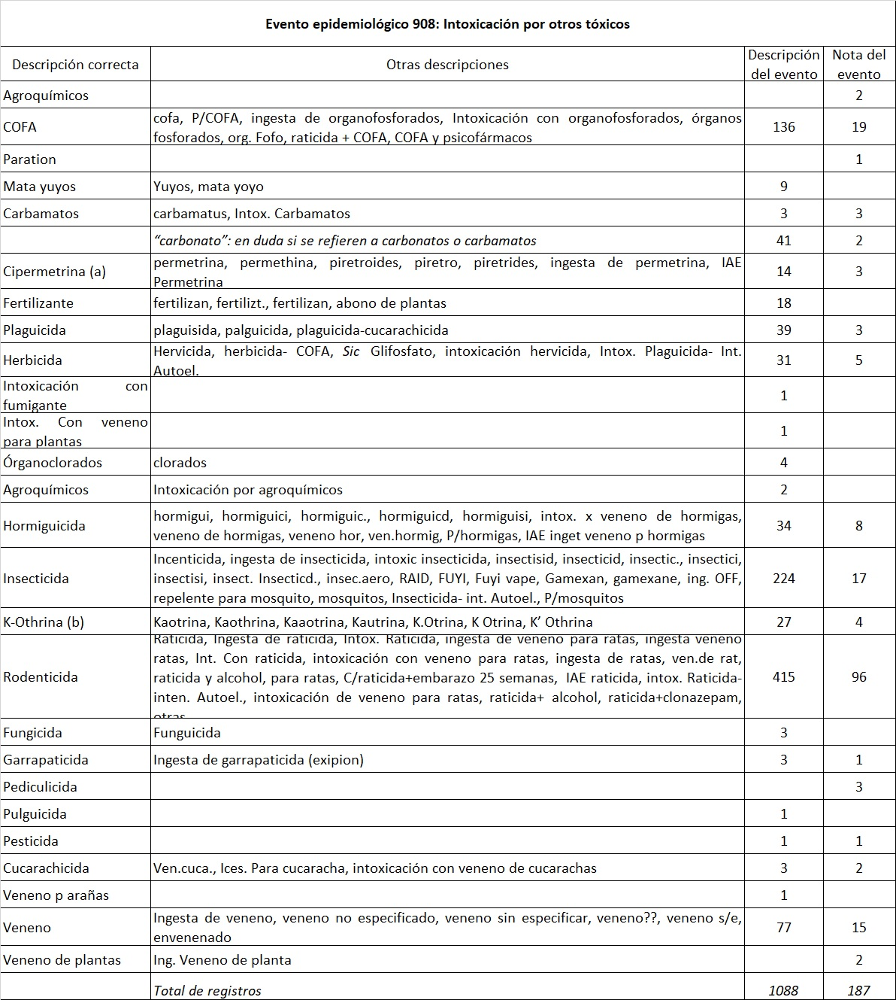 Evento epidemiológico 908: Intoxicación por otros tóxicos
Descripción correcta Otras descripciones Descripción del evento Nota del evento
Agroquímicos 2
COFA cofa, P/COFA, ingesta de organofosforados, Intoxicación con organofosforados, órganos 136 19
fosforados, org. Fofo, raticida + COFA, COFA y psicofármacos
Paration 1
Mata yuyos Yuyos, mata yoyo 9
Carbamatos carbamatus, Intox. Carbamatos 3 3
“carbonato”: en duda si se refieren a carbonatos o carbamatos 41 2
Cipermetrina (a) permetrina, permethina, piretroides, piretro, piretrides, ingesta de permetrina, IAE 14 3
Permetrina
Fertilizante fertilizan, fertilizt., fertilizan, abono de plantas 18
Plaguicida plaguisida, palguicida, plaguicida-cucarachicida 39 3
Herbicida Hervicida, herbicida- COFA, Sic Glifosfato, intoxicación hervicida, Intox. Plaguicida- Int. 31 5
Autoel.
Intoxicación con
fumigante 1
Intox. Con veneno
para plantas 1
Órganoclorados clorados 4
Agroquímicos Intoxicación por agroquímicos 2
Hormiguicida hormigui, hormiguici, hormiguic., hormiguicd, hormiguisi, intox. x veneno de hormigas, 34 8
veneno de hormigas, veneno hor, ven.hormig, P/hormigas, IAE inget veneno p hormigas
Insecticida Incenticida, ingesta de insecticida, intoxic insecticida, insectisid, insecticid, insectic., insectici, 224 17
insectisi, insect. Insecticd., insec.aero, RAID, FUYI, Fuyi vape, Gamexan, gamexane, ing. OFF,
repelente para mosquito, mosquitos, Insecticida- int. Autoel., P/mosquitos
K-Othrina (b) Kaotrina, Kaothrina, Kaaotrina, Kautrina, K.Otrina, K Otrina, K’ Othrina 27 4
Rodenticida Raticida, Ingesta de raticida, Intox. Raticida, ingesta de veneno para ratas, ingesta veneno 415 96
ratas, Int. Con raticida, intoxicación con veneno para ratas, ingesta de ratas, ven.de rat,
raticida y alcohol, para ratas, C/raticida+embarazo 25 semanas, IAE raticida, intox. Raticida-
inten. Autoel., intoxicación de veneno para ratas, raticida+ alcohol, raticida+clonazepam,
otras
Fungicida Funguicida 3
Garrapaticida Ingesta de garrapaticida (exipion) 3 1
Pediculicida 3
Pulguicida 1
Pesticida 1 1
Cucarachicida Ven.cuca., Ices. Para cucaracha, intoxicación con veneno de cucarachas 3 2
Veneno p arañas 1
Veneno Ingesta de veneno, veneno no especificado, veneno sin especificar, veneno??, veneno s/e, 77 15
envenenado
Veneno de plantas Ing. Veneno de planta 2
Total de registros 1088 187